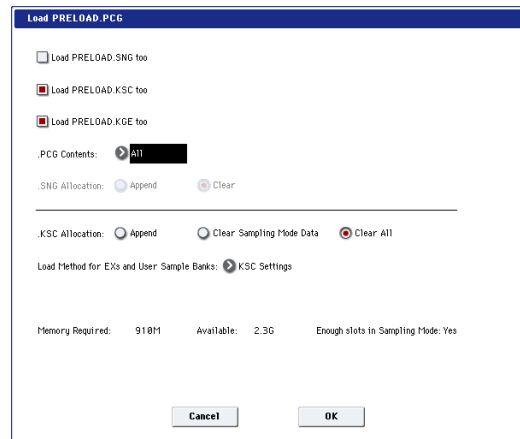 Load PRELOAD.PCG
Load PRELOAD.SNG too
Load PRELOAD.KSC too
Load PRELOAD.KGE too
.PCG Contents: All
.SNG Allocation: Append Clear
.KSC Allocation: Append Clear Sampling Mode Data Clear All
Load Method for EXs and User Sample Banks: KSC Settings
Memory Required: 910M Available: 2.3G Enough slots in Sampling Mode: Yes
Cancel OK